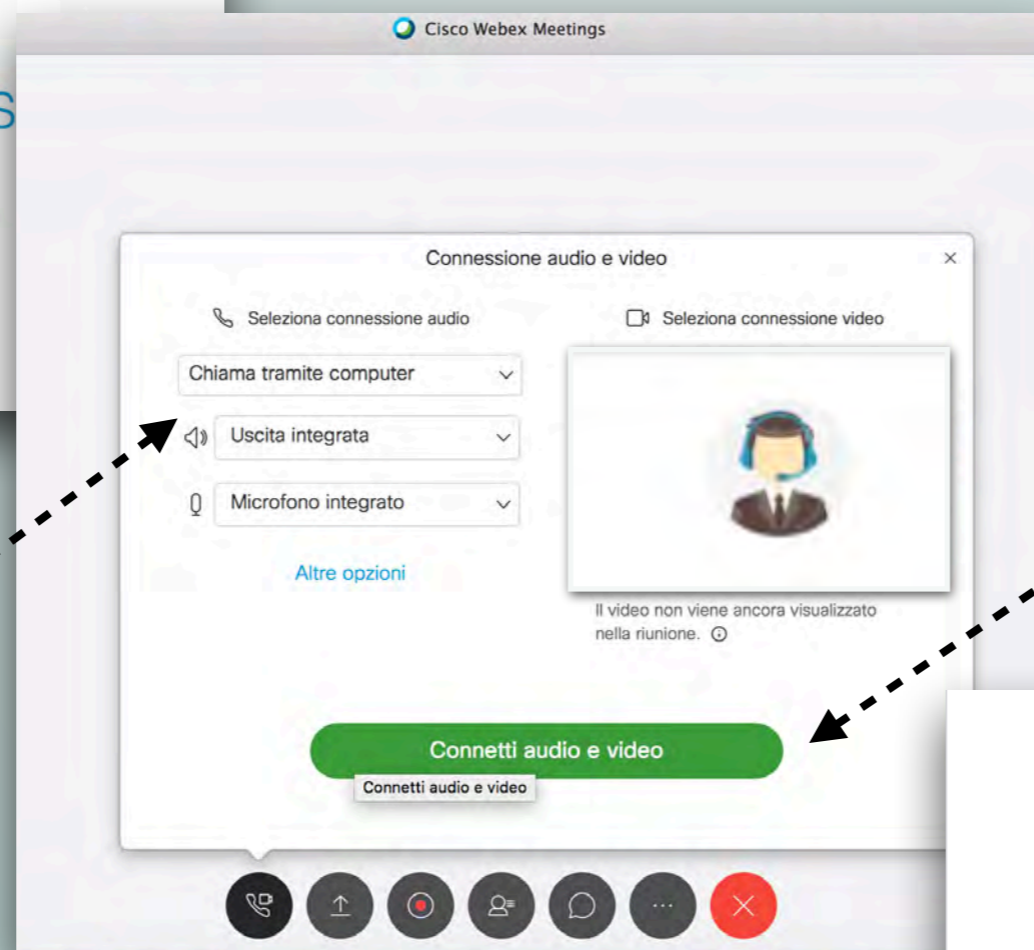 Cisco Webex Meetings
S
Connessione audio e video
Seleziona connessione audio
Seleziona connessione video
Chiama tramite computer
Uscita integrata
Microfono integrato
Altre opzioni
Il video non viene ancora visualizzato
nella riunione.
Connetti audio e video
Connetti audio e video